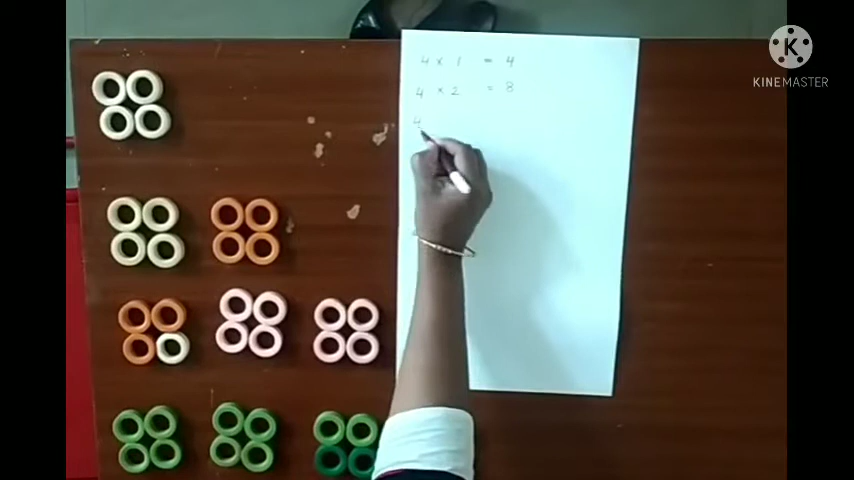 4 x 1 = 4
4 x 2 = 8
4
K
KINEMASTER